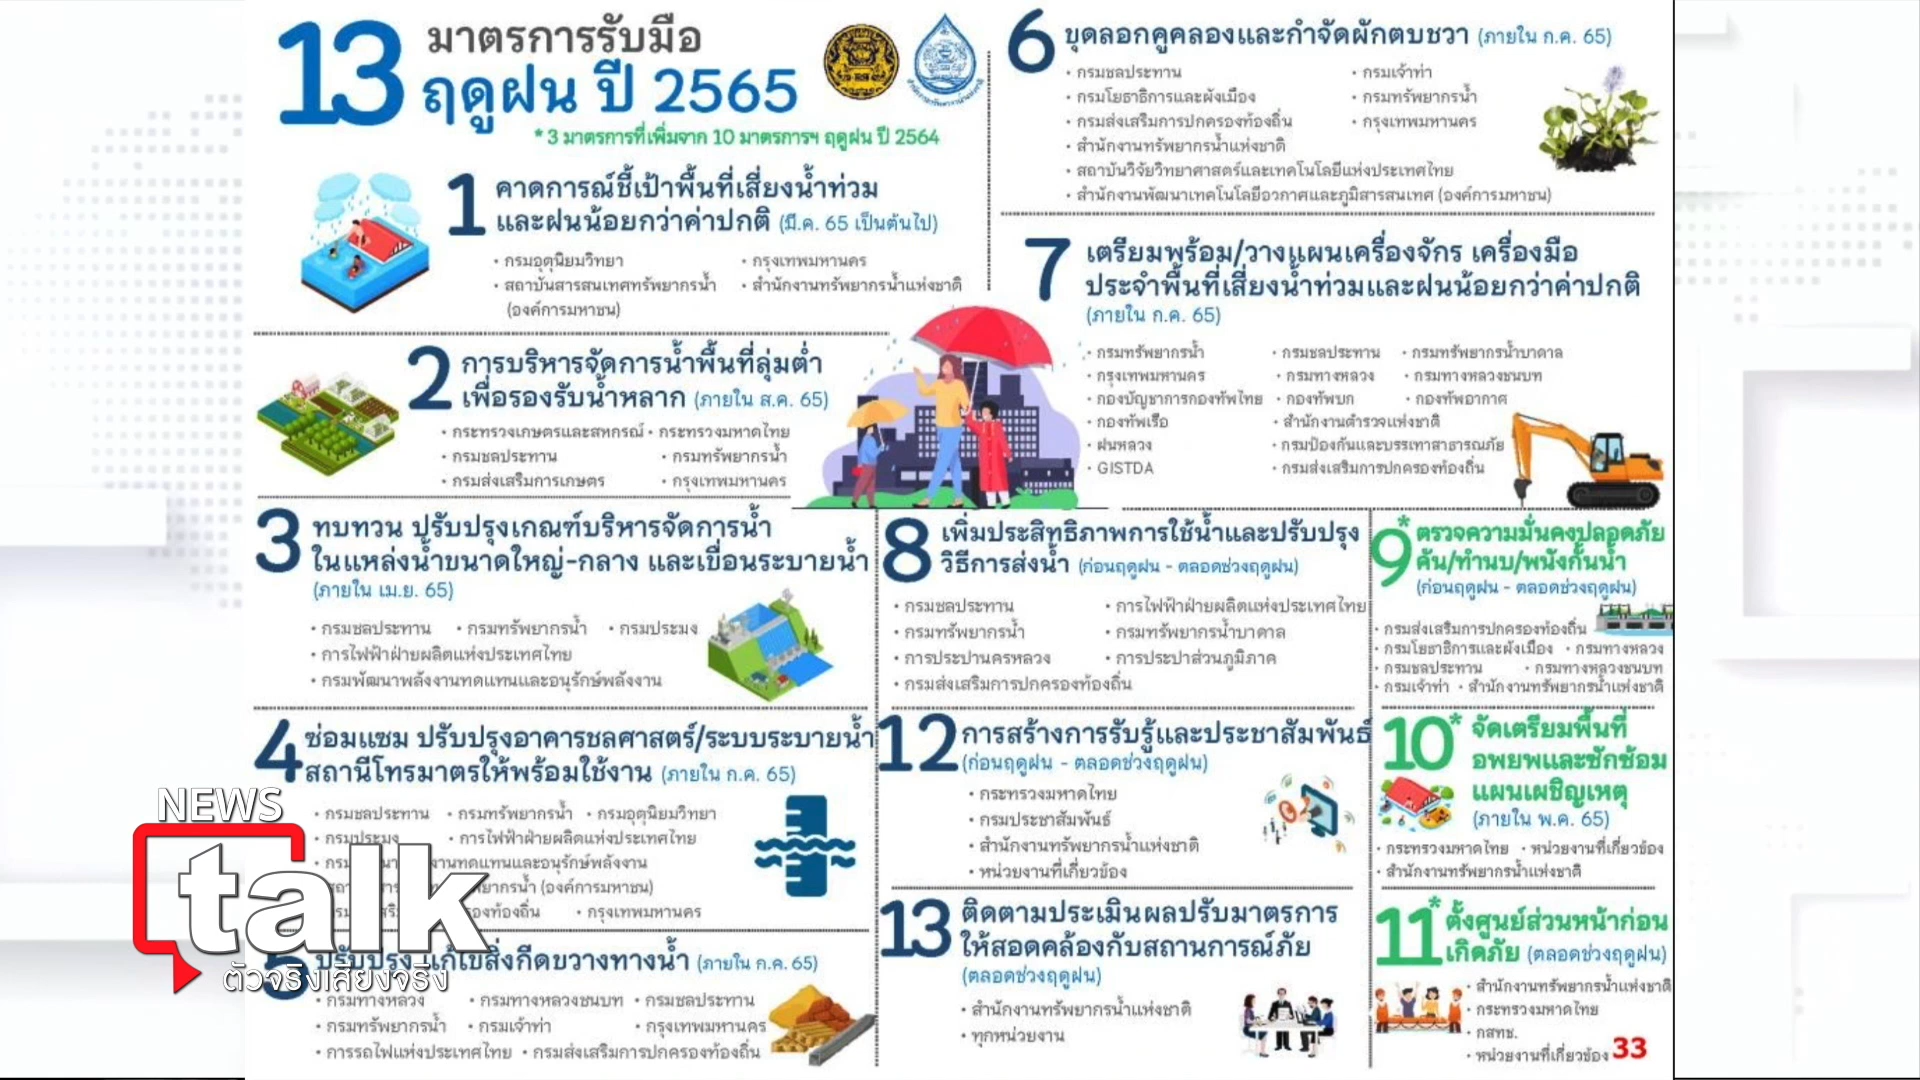 13 มาตรการรับมือ
ฤดูฝน ปี 2565
* 3 มาตรการที่เพิ่มจาก 10 มาตรการฯ ฤดูฝน ปี 2564
1 คาดการณ์ชี้เป้าพื้นที่เสี่ยงน้ำท่วม
และฝนน้อยกว่าค่าปกติ (มี.ค. 65 เป็นต้นไป)
• กรมอุตุนิยมวิทยา • กรุงเทพมหานคร
• สถาบันสารสนเทศทรัพยากรน้ำ • สำนักงานทรัพยากรน้ำแห่งชาติ
(องค์การมหาชน)
2 การบริหารจัดการน้ำพื้นที่ลุ่มต่ำ
เพื่อรองรับน้ำหลาก (ภายใน ส.ค. 65)
• กระทรวงเกษตรและสหกรณ์ • กระทรวงมหาดไทย
• กรมชลประทาน • กรมทรัพยากรน้ำ
• กรมส่งเสริมการเกษตร • กรุงเทพมหานคร
3 ทบทวน ปรับปรุงเกณฑ์บริหารจัดการน้ำ
ในแหล่งน้ำขนาดใหญ่-กลาง และเขื่อนระบายน้ำ
(ภายใน เม.ย. 65)
• กรมชลประทาน • กรมทรัพยากรน้ำ • กรมประมง
• การไฟฟ้าฝ่ายผลิตแห่งประเทศไทย
• กรมพัฒนาพลังงานทดแทนและอนุรักษ์พลังงาน
4 ซ่อมแซม ปรับปรุงอาคารชลศาสตร์/ระบบระบายน้ำ
สถานีโทรมาตรให้พร้อมใช้งาน (ภายใน ก.ค. 65)
• กรมชลประทาน • กรมทรัพยากรน้ำ • กรมอุตุนิยมวิทยา
• กรมประมง • การไฟฟ้าฝ่ายผลิตแห่งประเทศไทย
งานทดแทนและอนุรักษ์พลังงาน
(องค์การมหาชน)
• กรุงเทพมหานคร
5 ปรับปรุง แก้ไขสิ่งกีดขวางทางน้ำ (ภายใน ก.ค. 65)
• กรมทางหลวง • กรมทางหลวงชนบท • กรมชลประทาน
• กรมทรัพยากรน้ำ • กรมเจ้าท่า • กรุงเทพมหานคร
• การรถไฟแห่งประเทศไทย • กรมส่งเสริมการปกครองท้องถิ่น
6 ขุดลอกคูคลองและกำจัดผักตบชวา (ภายใน ก.ค. 65)
• กรมชลประทาน • กรมเจ้าท่า
• กรมโยธาธิการและผังเมือง • กรมทรัพยากรน้ำ
• กรมส่งเสริมการปกครองท้องถิ่น • กรุงเทพมหานคร
• สำนักงานทรัพยากรน้ำแห่งชาติ
• สถาบันวิจัยวิทยาศาสตร์และเทคโนโลยีแห่งประเทศไทย
• สำนักงานพัฒนาเทคโนโลยีอวกาศและภูมิสารสนเทศ (องค์การมหาชน)
7 เตรียมพร้อม/วางแผนเครื่องจักร เครื่องมือ
ประจำพื้นที่เสี่ยงน้ำท่วมและฝนน้อยกว่าค่าปกติ
(ภายใน ก.ค. 65)
• กรมทรัพยากรน้ำ • กรมชลประทาน • กรมทรัพยากรน้ำบาดาล
• กรุงเทพมหานคร • กรมทางหลวง • กรมทางหลวงชนบท
• กองบัญชาการกองทัพไทย • กองทัพบก • กองทัพอากาศ
• กองทัพเรือ • สำนักงานตำรวจแห่งชาติ
• ฝนหลวง • กรมป้องกันและบรรเทาสาธารณภัย
• GISTDA • กรมส่งเสริมการปกครองท้องถิ่น
8 เพิ่มประสิทธิภาพการใช้น้ำและปรับปรุง
วิธีการส่งน้ำ (ก่อนฤดูฝน - ตลอดช่วงฤดูฝน)
• กรมชลประทาน • การไฟฟ้าฝ่ายผลิตแห่งประเทศไทย
• กรมทรัพยากรน้ำ • กรมทรัพยากรน้ำบาดาล
• การประปานครหลวง • การประปาส่วนภูมิภาค
• กรมส่งเสริมการปกครองท้องถิ่น
9* ตรวจความมั่นคงปลอดภัย
คัน/ทำนบ/พนังกั้นน้ำ
(ก่อนฤดูฝน - ตลอดช่วงฤดูฝน)
• กรมส่งเสริมการปกครองท้องถิ่น
• กรมโยธาธิการและผังเมือง • กรมทางหลวง
• กรมชลประทาน • กรมทางหลวงชนบท
• กรมเจ้าท่า • สำนักงานทรัพยากรน้ำแห่งชาติ
10* จัดเตรียมพื้นที่
อพยพและซักซ้อม
แผนเผชิญเหตุ
(ภายใน พ.ค. 65)
• กระทรวงมหาดไทย • หน่วยงานที่เกี่ยวข้อง
• สำนักงานทรัพยากรน้ำแห่งชาติ
11* ตั้งศูนย์ส่วนหน้าก่อน
เกิดภัย (ตลอดช่วงฤดูฝน)
• สำนักงานทรัพยากรน้ำแห่งชาติ
• กระทรวงมหาดไทย
• กสทช.
• หน่วยงานที่เกี่ยวข้อง 33
12 การสร้างการรับรู้และประชาสัมพันธ์
(ก่อนฤดูฝน - ตลอดช่วงฤดูฝน)
• กระทรวงมหาดไทย
• กรมประชาสัมพันธ์
• สำนักงานทรัพยากรน้ำแห่งชาติ
• หน่วยงานที่เกี่ยวข้อง
13 ติดตามประเมินผลปรับมาตรการ
ให้สอดคล้องกับสถานการณ์ภัย
(ตลอดช่วงฤดูฝน)
• สำนักงานทรัพยากรน้ำแห่งชาติ
• ทุกหน่วยงาน
NEWS
talk
ตัวจริงเสียงจริง